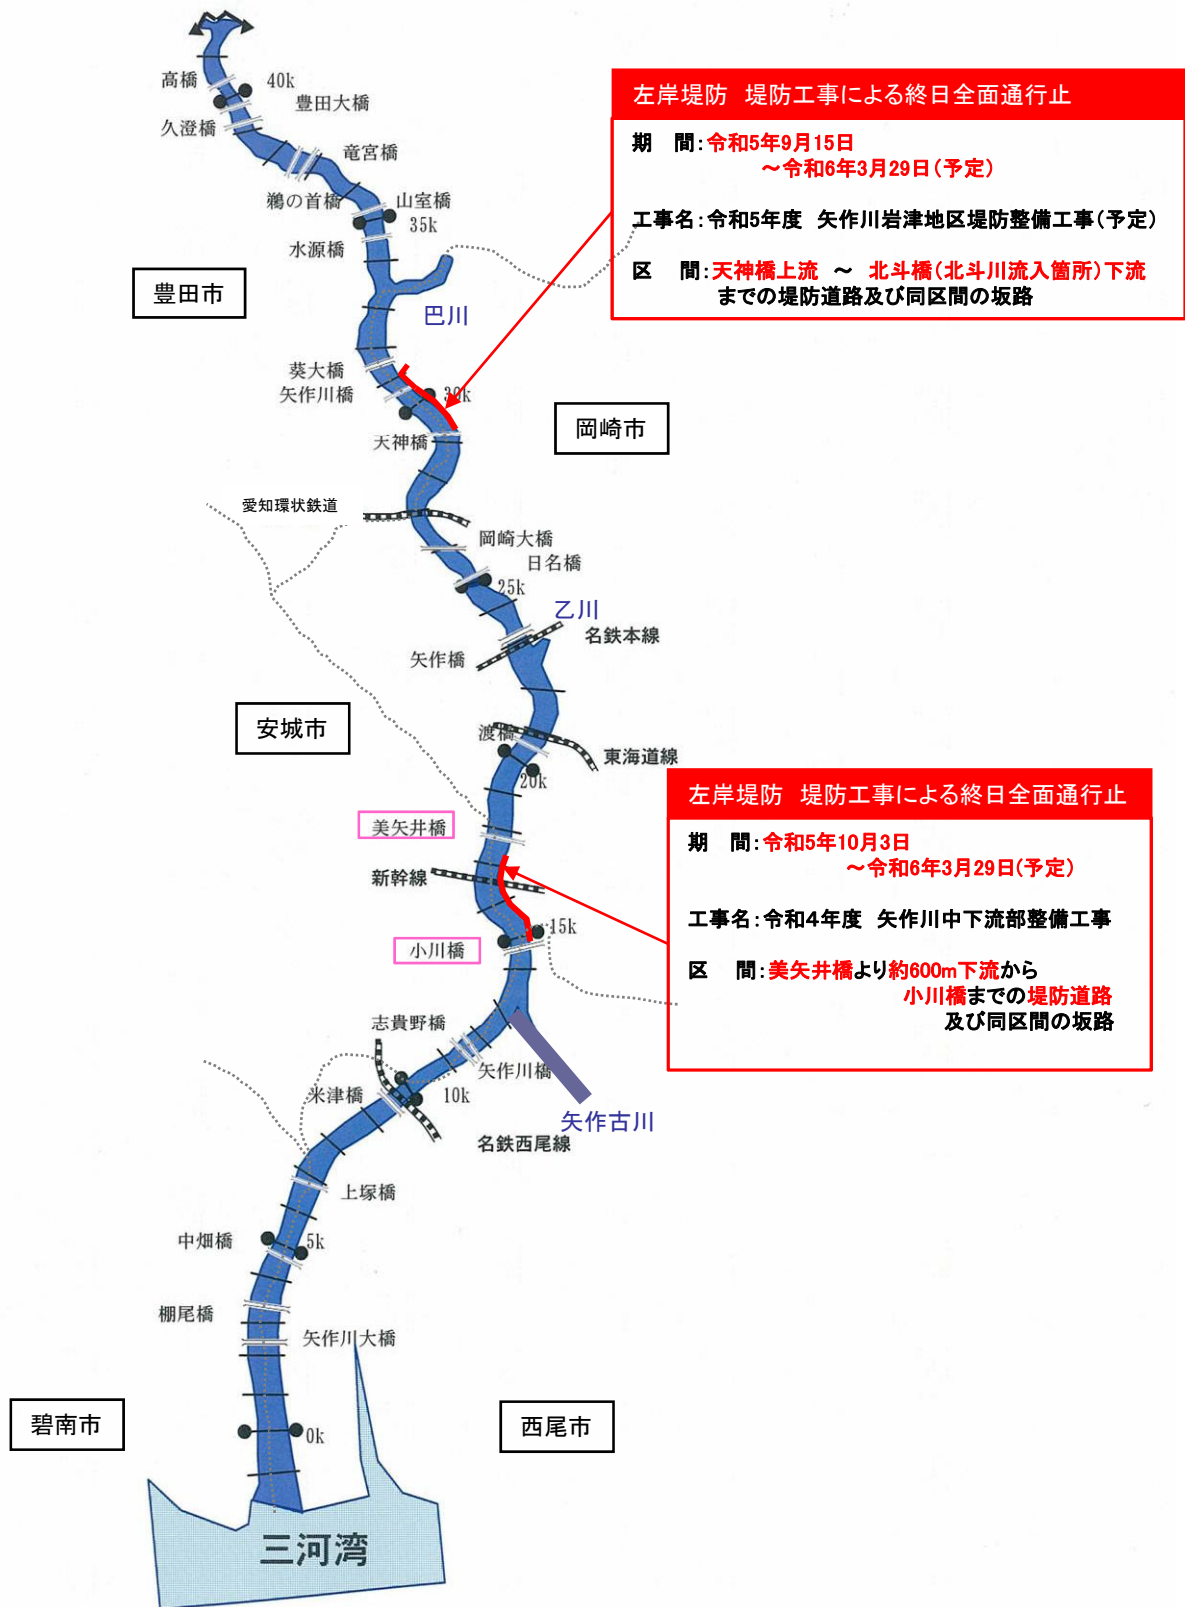 高橋
40k
豊田大橋
久澄橋
竜宮橋
鵜の首橋
山室橋
35k
水源橋
豊田市
巴川
左岸堤防 堤防工事による終日全面通行止
期 間：令和5年9月15日
～令和6年3月29日（予定）
工事名：令和5年度 矢作川岩津地区堤防整備工事（予定）
区 間：天神橋上流 ～ 北斗橋（北斗川流入箇所）下流
までの堤防道路及び同区間の坂路
葵大橋
矢作川橋
30k
天神橋
岡崎市
愛知環状鉄道
岡崎大橋
日名橋
25k
乙川
名鉄本線
矢作橋
安城市
渡橋
東海道線
20k
美矢井橋
新幹線
15k
小川橋
左岸堤防 堤防工事による終日全面通行止
期 間：令和5年10月3日
～令和6年3月29日（予定）
工事名：令和4年度 矢作川中下流部整備工事
区 間：美矢井橋より約600m下流から
小川橋までの堤防道路
及び同区間の坂路
志貴野橋
矢作川橋
米津橋
10k
矢作古川
名鉄西尾線
上塚橋
中畑橋
5k
棚尾橋
矢作川大橋
碧南市
西尾市
0k
三河湾